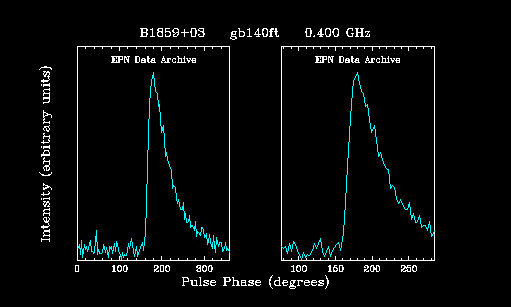 B1859+03 gb140ft 0.400 GHz
EPN Data Archive EPN Data Archive
Intensity (arbitrary units)
0 100 200 300 100 150 200 250
Pulse Phase (degrees)